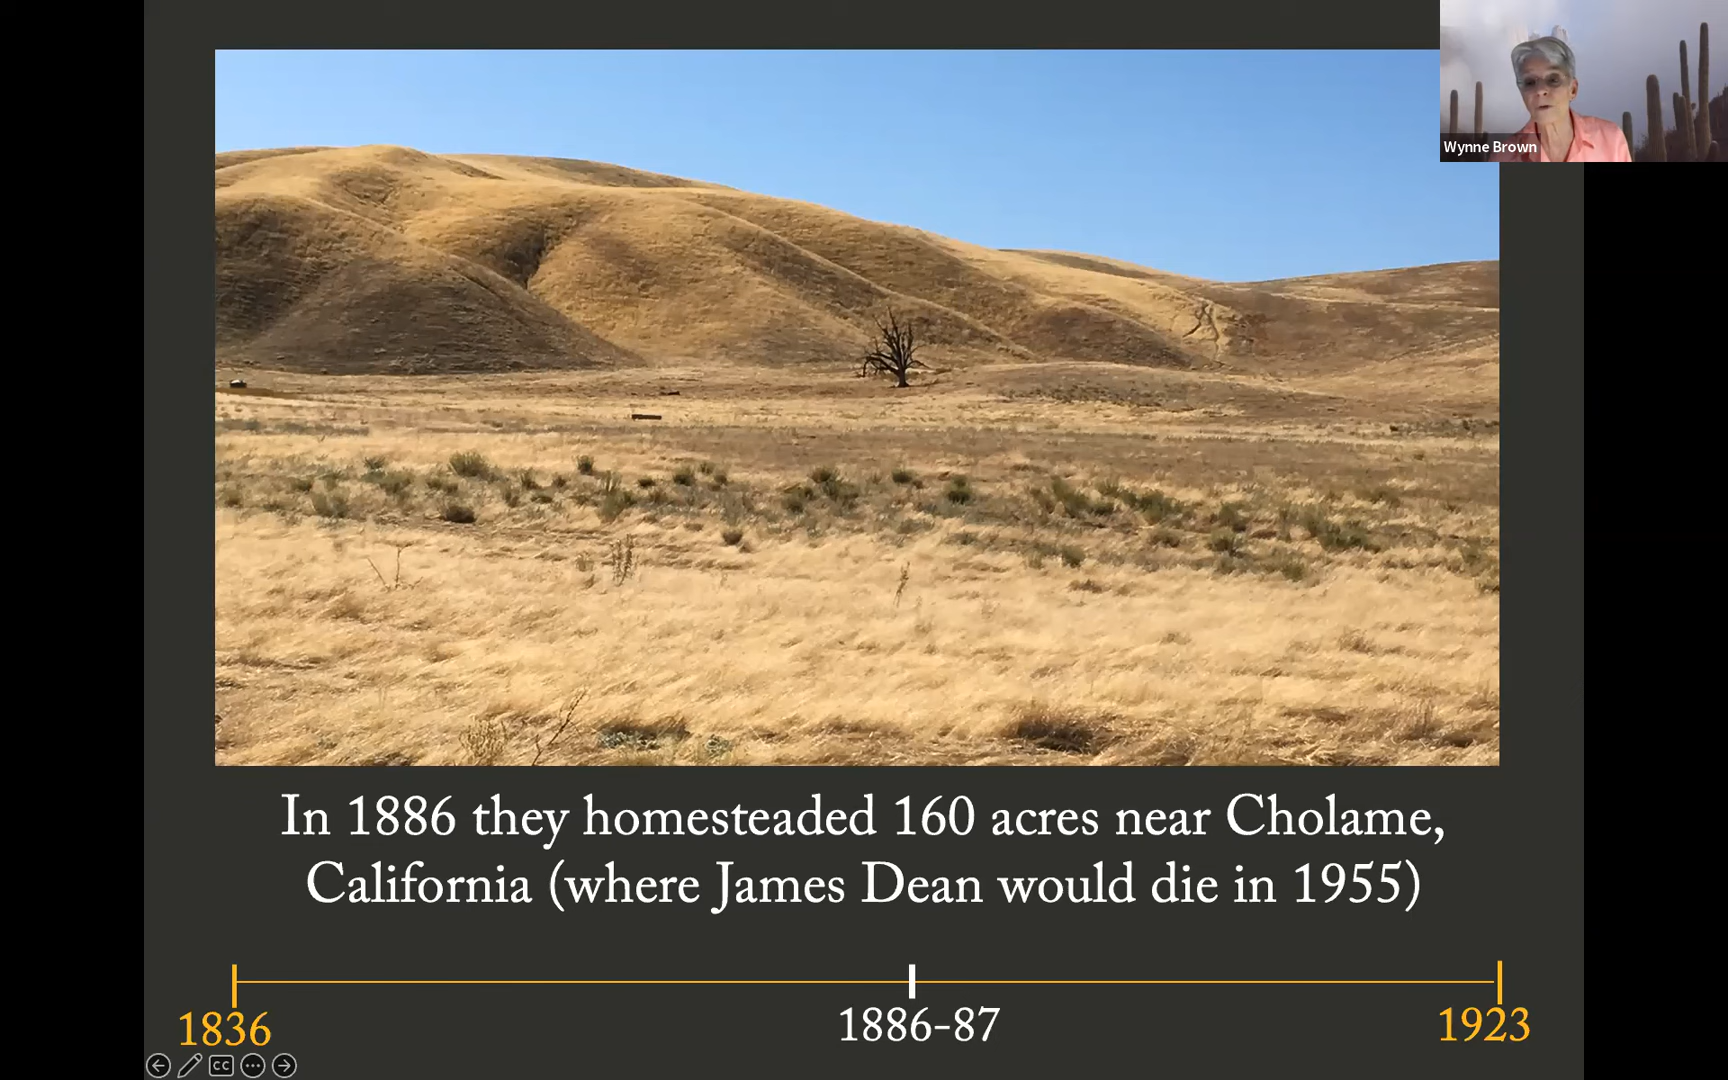 Wynne Brown
In 1886 they homesteaded 160 acres near Cholame,
California (where James Dean would die in 1955)
1836
1886-87
1923
CC